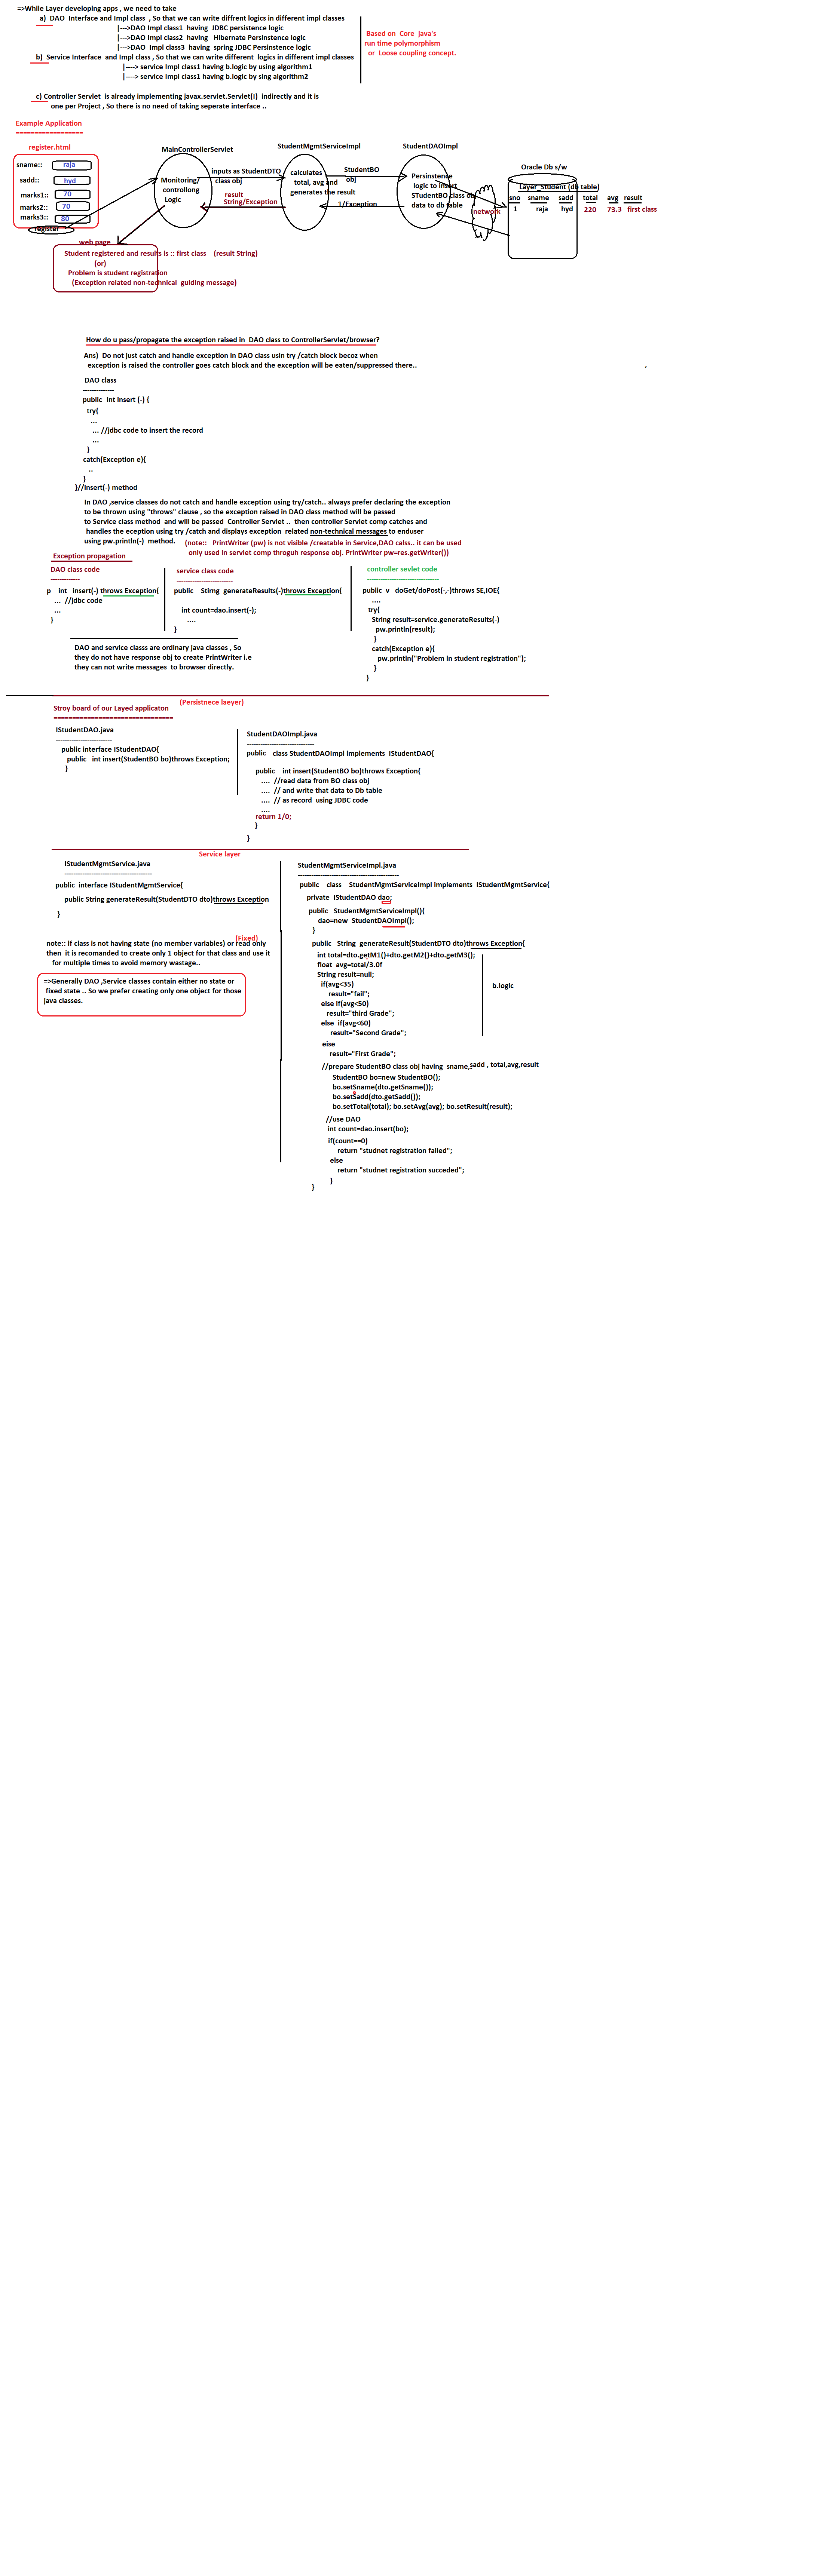 =>While Layer developing apps , we need to take
a) DAO Interface and Impl class , So that we can write diffrent logics in different impl classes
|--->DAO Impl class1 having JDBC persistence logic
|--->DAO Impl class2 having Hibernate Persinstence logic
|--->DAO Impl class3 having spring JDBC Persinstence logic
b) Service Interface and Impl class , So that we can write different logics in different impl classes
|----> service Impl class1 having b.logic by using algorithm1
|----> service Impl class1 having b.logic by sing algorithm2
Based on Core java's
run time polymorphism
or Loose coupling concept.
c) Controller Servlet is already implementing javax.servlet.Servlet(I) indirectly and it is
one per Project , So there is no need of taking seperate interface ..
Example Application
==================
register.html
sname:: raja
sadd:: hyd
marks1:: 70
marks2:: 70
marks3:: 80
register
MainControllerServlet
Monitoring/
controllong
Logic
inputs as StudentDTO
class obj
result
String/Exception
StudentMgmtServiceImpl
calculates
total, avg and
generates the result
StudentBO
obj
1/Exception
StudentDAOImpl
Persinstence
logic to insert
STudentBO class obj
data to db table
network
Oracle Db s/w
Layer_Student (db table)
sno sname sadd total avg result
1 raja hyd 220 73.3 first class
web page
Student registered and results is :: first class (result String)
(or)
Problem is student registration
(Exception related non-technical guiding message)
How do u pass/propagate the exception raised in DAO class to ControllerServlet/browser?
Ans) Do not just catch and handle exception in DAO class usin try /catch block becoz when
exception is raised the controller goes catch block and the exception will be eaten/suppressed there.. ,
DAO class
--------------
public int insert (-) {
try{
...
... //jdbc code to insert the record
...
}
catch(Exception e){
..
}
}//insert(-) method
In DAO ,service classes do not catch and handle exception using try/catch.. always prefer declaring the exception
to be thrown using "throws" clause , so the exception raised in DAO class method will be passed
to Service class method and will be passed Controller Servlet .. then controller Servlet comp catches and
handles the eception using try /catch and displays exception related non-technical messages to enduser
using pw.println(-) method.
(note:: PrintWriter (pw) is not visible /creatable in Service,DAO calss.. it can be used
only used in servlet comp throguh response obj. PrintWriter pw=res.getWriter())
Exception propagation
DAO class code
-------------
p int insert(-) throws Exception{
... //jdbc code
...
}
service class code
-------------------------
public String generateResults(-)throws Exception{
int count=dao.insert(-);
....
}
controller sevlet code
--------------------------------
public v doGet/doPost(-,-)throws SE,IOE{
....
try{
String result=service.generateResults(-)
pw.println(result);
}
catch(Exception e){
pw.println("Problem in student registration");
}
}
DAO and service classs are ordinary java classes , So
they do not have response obj to create PrintWriter i.e
they can not write messages to browser directly.
(Persistnece laeyer)
Stroy board of our Layed applicaton
================================
IStudentDAO.java
-------------------------
public interface IStudentDAO{
public int insert(StudentBO bo)throws Exception;
}
StudentDAOImpl.java
------------------------------
public class StudentDAOImpl implements IStudentDAO{
public int insert(StudentBO bo)throws Exception{
.... //read data from BO class obj
.... // and write that data to Db table
.... // as record using JDBC code
....
return 1/0;
}
}
Service layer
IStudentMgmtService.java
---------------------------------------
public interface IStudentMgmtService{
public String generateResult(StudentDTO dto)throws Exception
}
(Fixed)
note:: if class is not having state (no member variables) or read only
then it is recomanded to create only 1 object for that class and use it
for multiple times to avoid memory wastage..
=>Generally DAO ,Service classes contain either no state or
fixed state .. So we prefer creating only one object for those
java classes.
StudentMgmtServiceImpl.java
---------------------------------------------
public class StudentMgmtServiceImpl implements IStudentMgmtService{
private IStudentDAO dao;
public StudentMgmtServiceImpl(){
dao=new StudentDAOImpl();
}
public String generateResult(StudentDTO dto)throws Exception{
int total=dto.getM1()+dto.getM2()+dto.getM3();
float avg=total/3.0f
String result=null;
if(avg<35)
result="fail";
else if(avg<50)
result="third Grade";
else if(avg<60)
result="Second Grade";
else
result="First Grade";
b.logic
//prepare StudentBO class obj having sname,. sadd , total,avg,result
StudentBO bo=new StudentBO();
bo.setSname(dto.getSname());
bo.setSadd(dto.getSadd());
bo.setTotal(total); bo.setAvg(avg); bo.setResult(result);
//use DAO
int count=dao.insert(bo);
if(count==0)
return "studnet registration failed";
else
return "studnet registration succeded";
}
}